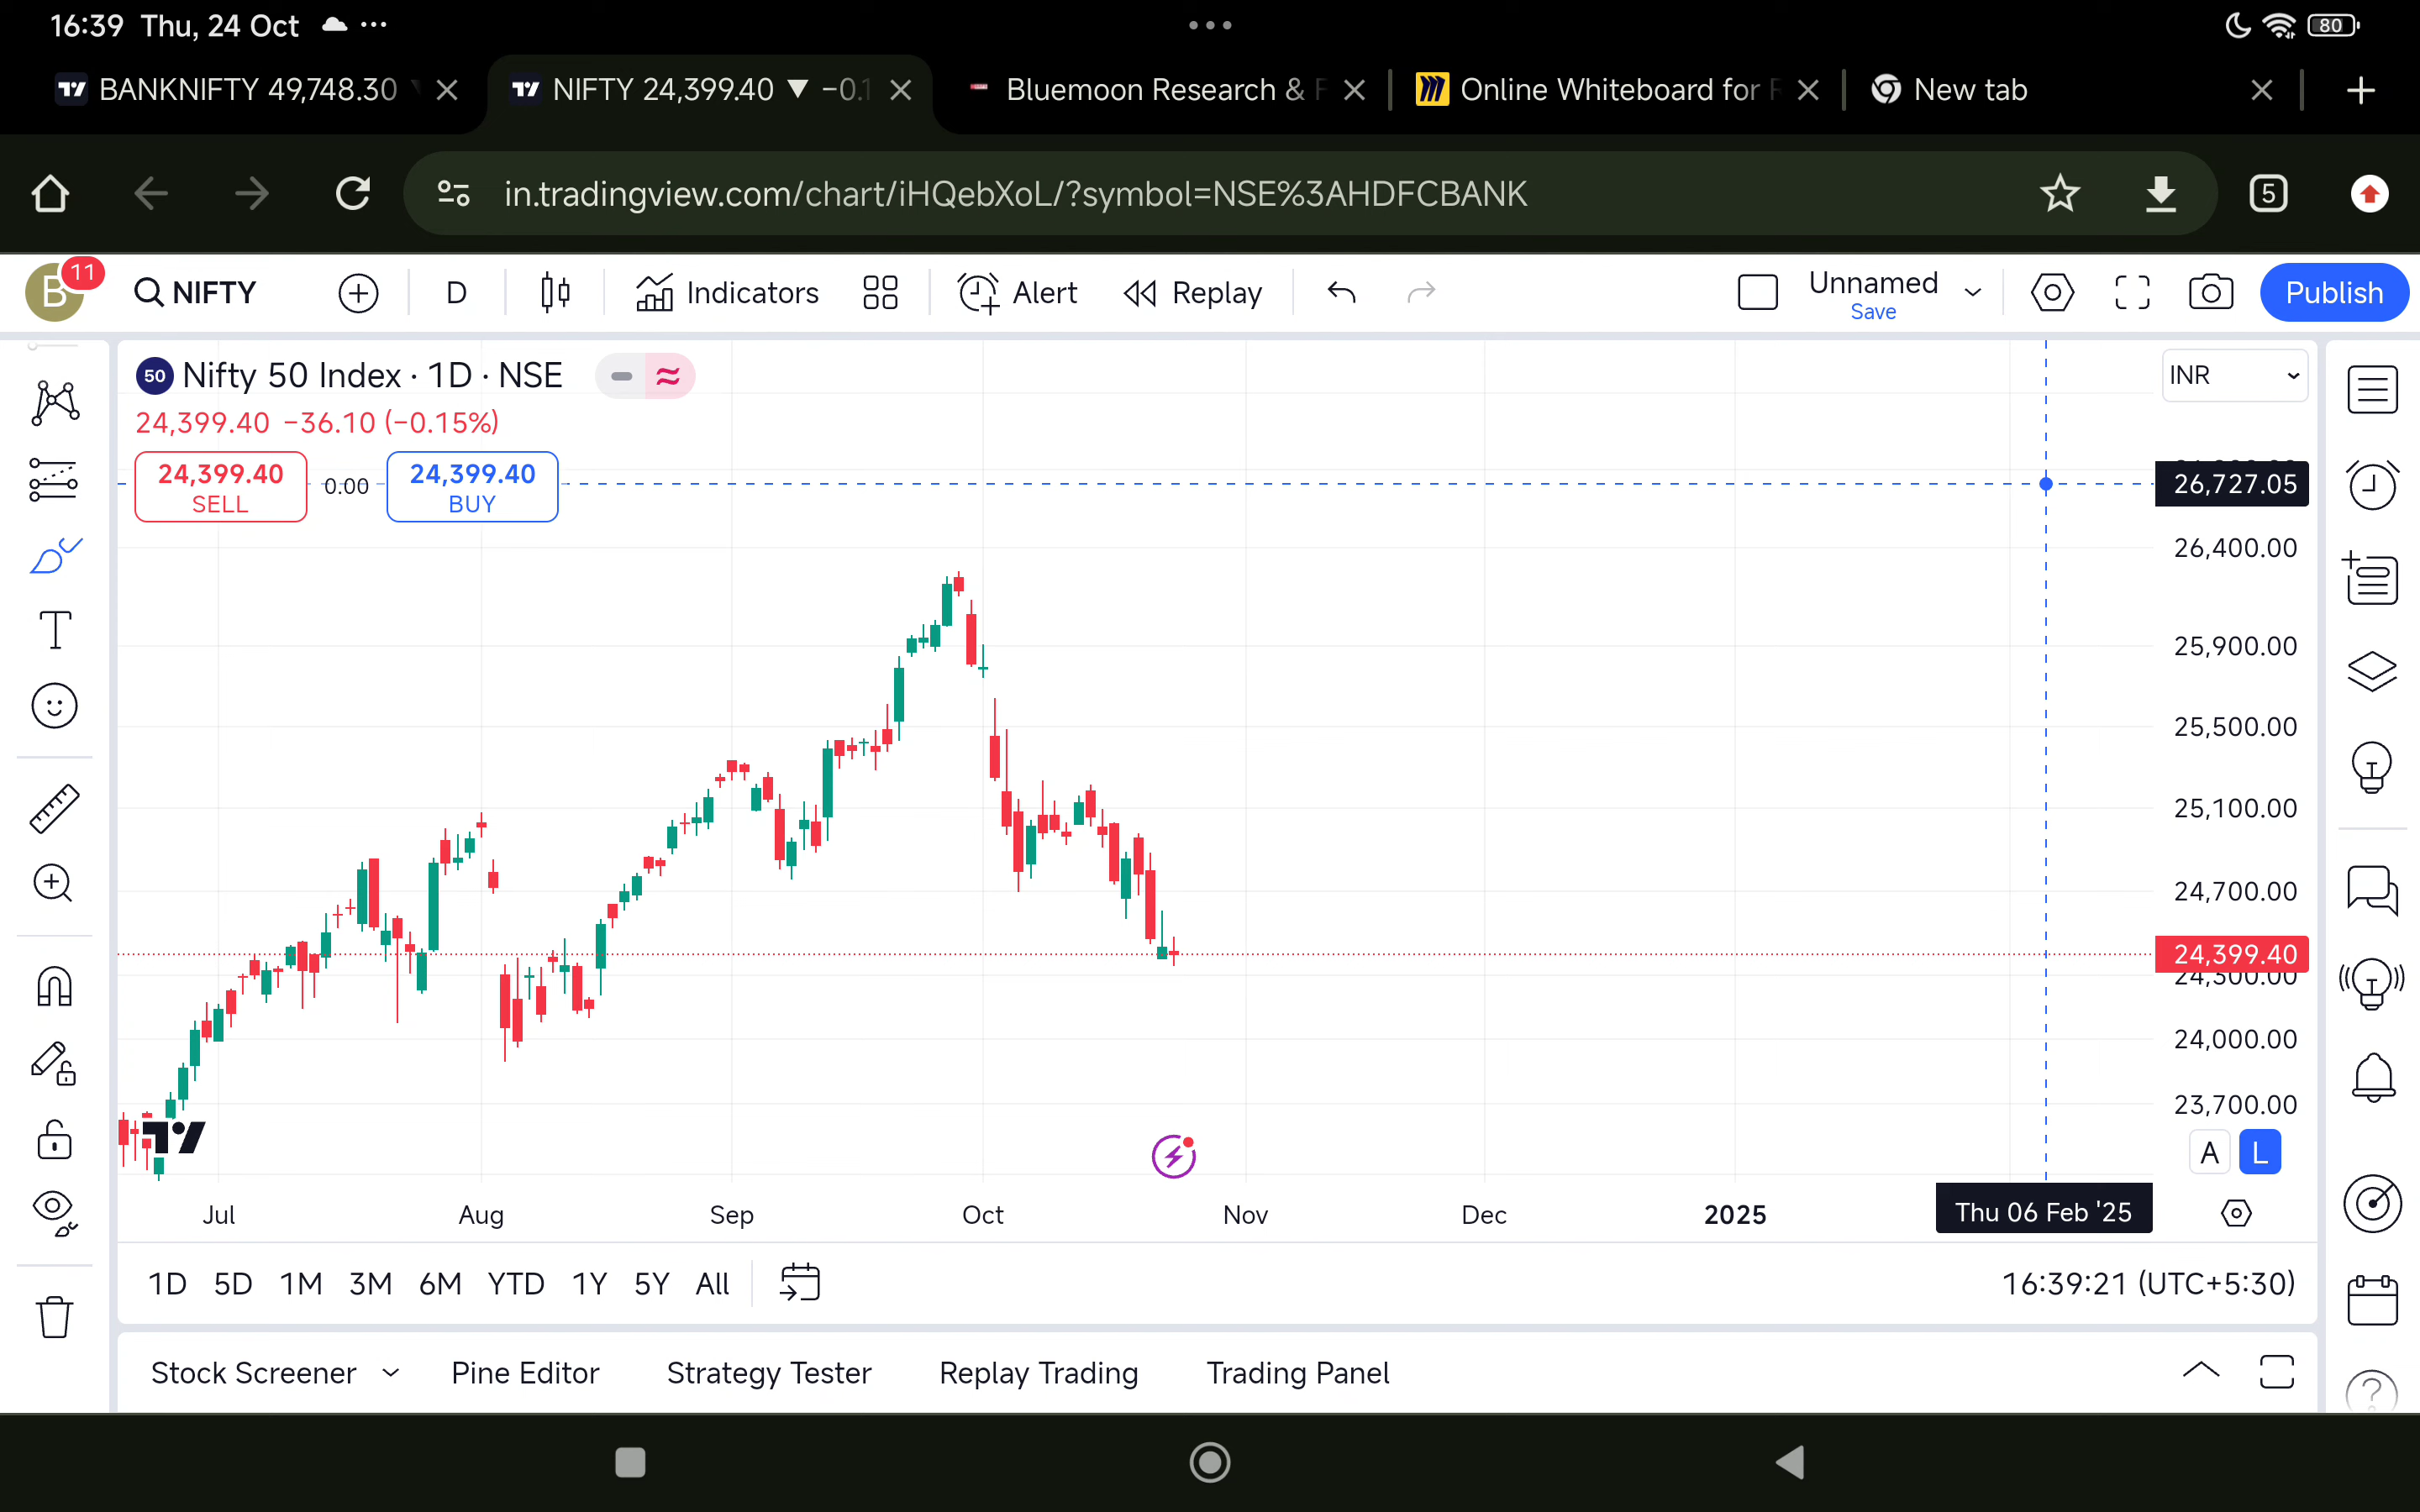 16:39 Thu, 24 Oct
80
BANKNIFTY 49,748.30
NIFTY 24,399.40 ▼ −0.1
Bluemoon Research &
Online Whiteboard for
New tab
in.tradingview.com/chart/iHQebXoL/?symbol=NSE%3AHDFCBANK
5
B 11
NIFTY
D
Indicators
Alert
Replay
Unnamed
Save
Publish
50 Nifty 50 Index · 1D · NSE
INR
24,399.40 −36.10 (−0.15%)
24,399.40
SELL
0.00
24,399.40
BUY
26,727.05
26,400.00
25,900.00
25,500.00
25,100.00
24,700.00
24,399.40
24,300.00
24,000.00
23,700.00
A L
Jul Aug Sep Oct Nov Dec 2025 Thu 06 Feb '25
1D 5D 1M 3M 6M YTD 1Y 5Y All
16:39:21 (UTC+5:30)
Stock Screener Pine Editor Strategy Tester Replay Trading Trading Panel